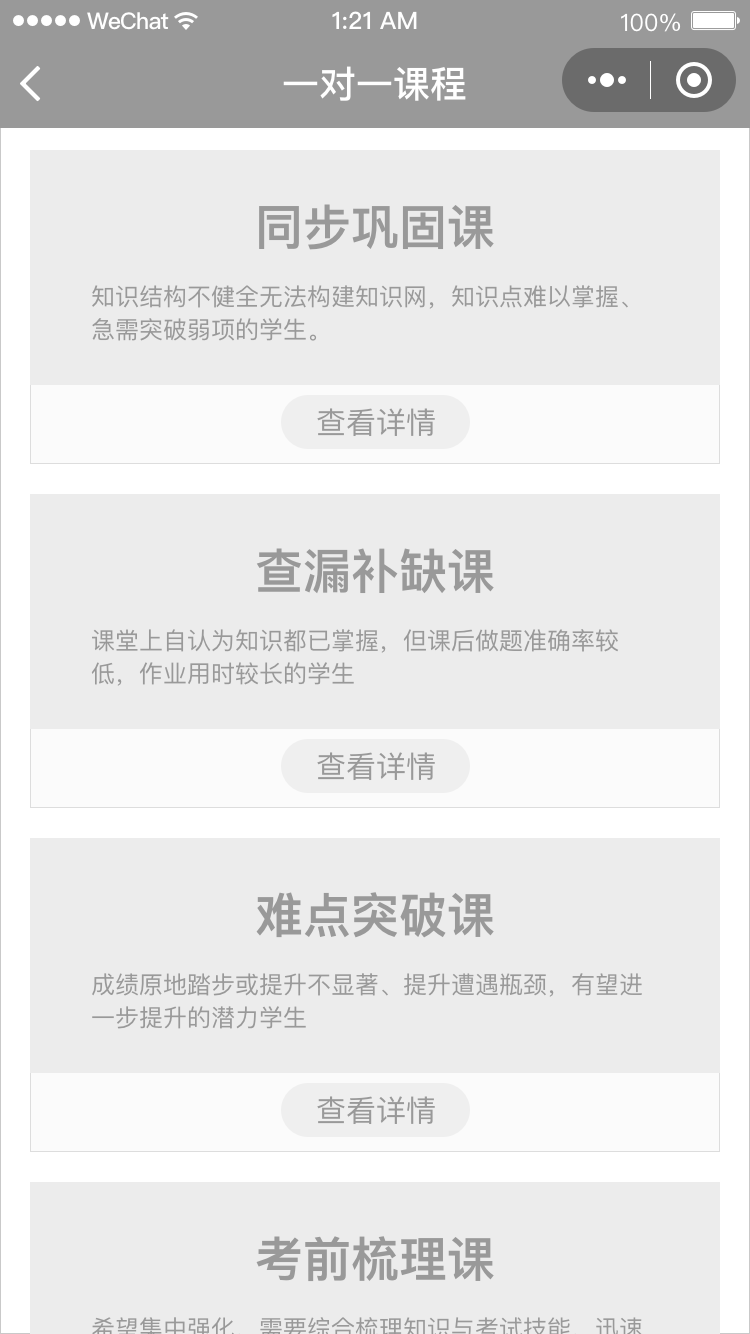 WeChat 1:21 AM 100%
一对一课程
同步巩固课
知识结构不健全无法构建知识网，知识点难以掌握、
急需突破弱项的学生。
查看详情
查漏补缺课
课堂上自认为知识都已掌握，但课后做题准确率较
低，作业用时较长的学生
查看详情
难点突破课
成绩原地踏步或提升不显著、提升遭遇瓶颈，有望进
一步提升的潜力学生
查看详情
考前梳理课
希望集中强化、需要综合梳理知识与考试技能、迅速